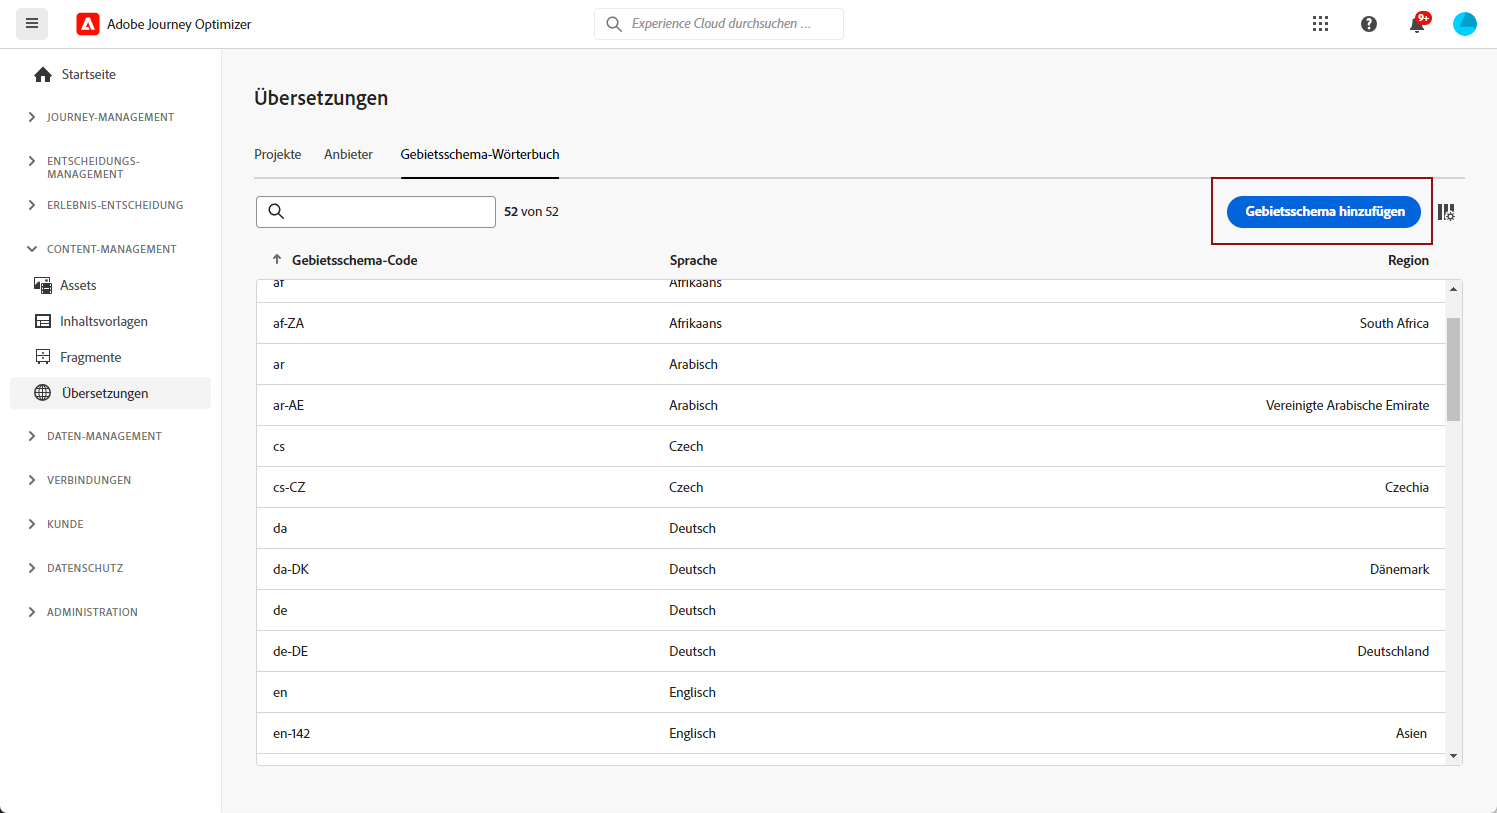 Adobe Journey Optimizer
Experience Cloud durchsuchen ...
9+
Startseite
JOURNEY-MANAGEMENT
ENTSCHEIDUNGS-
MANAGEMENT
ERLEBNIS-ENTSCHEIDUNG
CONTENT-MANAGEMENT
Assets
Inhaltsvorlagen
Fragmente
Übersetzungen
DATEN-MANAGEMENT
VERBINDUNGEN
KUNDE
DATENSCHUTZ
ADMINISTRATION
Übersetzungen
Projekte Anbieter Gebietsschema-Wörterbuch
52 von 52
Gebietsschema hinzufügen
Gebietsschema-Code Sprache Region
af Afrikaans
af-ZA Afrikaans South Africa
ar Arabisch
ar-AE Arabisch Vereinigte Arabische Emirate
cs Czech
cs-CZ Czech Czechia
da Deutsch
da-DK Deutsch Dänemark
de Deutsch
de-DE Deutsch Deutschland
en Englisch
en-142 Englisch Asien